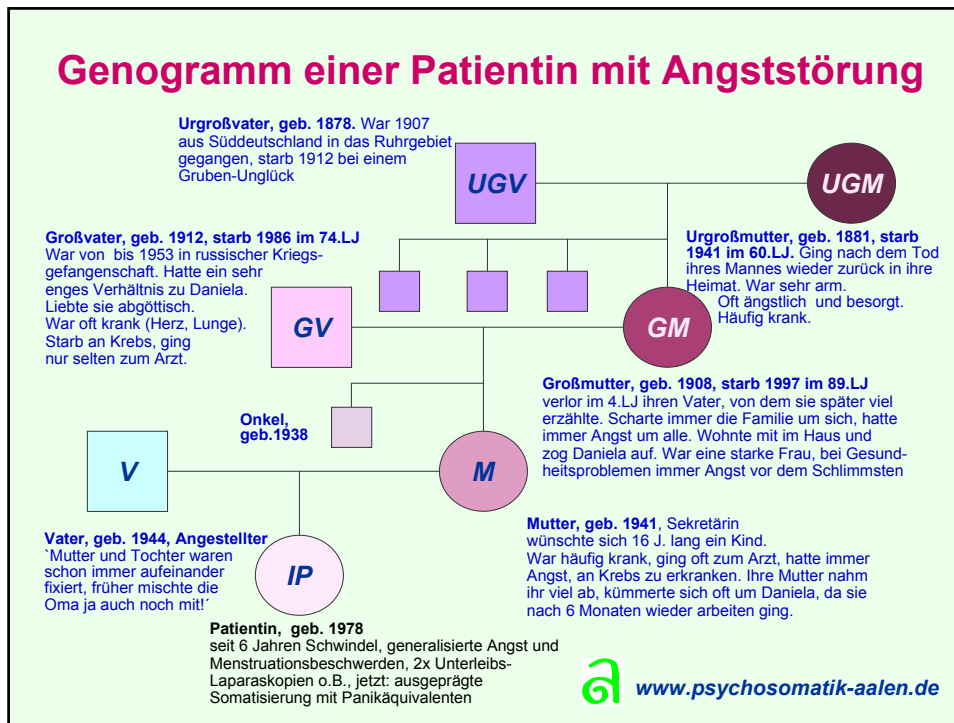 Genogramm einer Patientin mit Angststörung
Urgroßvater, geb. 1878. War 1907
aus Süddeutschland in das Ruhrgebiet
gegangen, starb 1912 bei einem
Gruben-Unglück
UGV
UGM
Großvater, geb. 1912, starb 1986 im 74.LJ
War von  bis 1953 in russischer Kriegs-
gefangenschaft. Hatte ein sehr
enges Verhältnis zu Daniela.
Liebte sie abgöttisch.
War oft krank (Herz, Lunge).
Starb an Krebs, ging
nur selten zum Arzt.
Urgroßmutter, geb. 1881, starb
1941 im 60.LJ. Ging nach dem Tod
ihres Mannes wieder zurück in ihre
Heimat. War sehr arm.
Oft ängstlich  und besorgt.
Häufig krank.
GV
GM
Großmutter, geb. 1908, starb 1997 im 89.LJ
verlor im 4.LJ ihren Vater, von dem sie später viel
erzählte. Scharte immer die Familie um sich, hatte
immer Angst um alle. Wohnte mit im Haus und
zog Daniela auf. War eine starke Frau, bei Gesund-
heitsproblemen immer Angst vor dem Schlimmsten
Onkel,
geb.1938
V
M
Vater, geb. 1944, Angestellter
`Mutter und Tochter waren
schon immer aufeinander
fixiert, früher mischte die
Oma ja auch noch mit!´
Mutter, geb. 1941, Sekretärin
wünschte sich 16 J. lang ein Kind.
War häufig krank, ging oft zum Arzt, hatte immer
Angst, an Krebs zu erkranken. Ihre Mutter nahm
ihr viel ab, kümmerte sich oft um Daniela, da sie
nach 6 Monaten wieder arbeiten ging.
IP
Patientin,  geb. 1978
seit 6 Jahren Schwindel, generalisierte Angst und
Menstruationsbeschwerden, 2x Unterleibs-
Laparaskopien o.B., jetzt: ausgeprägte
Somatisierung mit Panikäquivalenten
a
www.psychosomatik-aalen.de